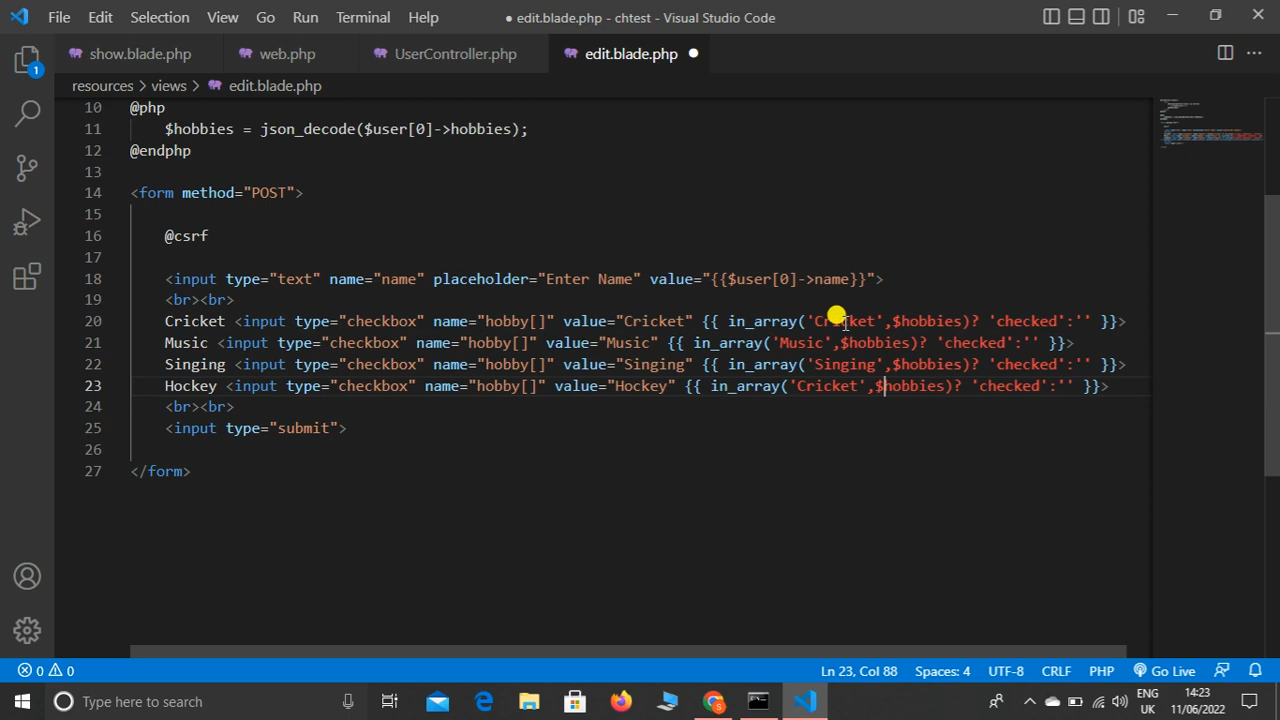 File Edit Selection View Go Run Terminal Help ● edit.blade.php - chtest - Visual Studio Code
show.blade.php web.php UserController.php edit.blade.php ●
1 resources > views > edit.blade.php
10 @php
11 $hobbies = json_decode($user[0]->hobbies);
12 @endphp
13
14 <form method="POST">
15
16 @csrf
17
18 <input type="text" name="name" placeholder="Enter Name" value="{{$user[0]->name}}">
19 <br><br>
20 Cricket <input type="checkbox" name="hobby[]" value="Cricket" {{ in_array('Cricket',$hobbies)? 'checked':'' }}>
21 Music <input type="checkbox" name="hobby[]" value="Music" {{ in_array('Music',$hobbies)? 'checked':'' }}>
22 Singing <input type="checkbox" name="hobby[]" value="Singing" {{ in_array('Singing',$hobbies)? 'checked':'' }}>
23 Hockey <input type="checkbox" name="hobby[]" value="Hockey" {{ in_array('Cricket',$hobbies)? 'checked':'' }}>
24 <br><br>
25 <input type="submit">
26
27 </form>
0 0 Ln 23, Col 88 Spaces: 4 UTF-8 CRLF PHP Go Live
Type here to search ENG 14:23
UK 11/06/2022